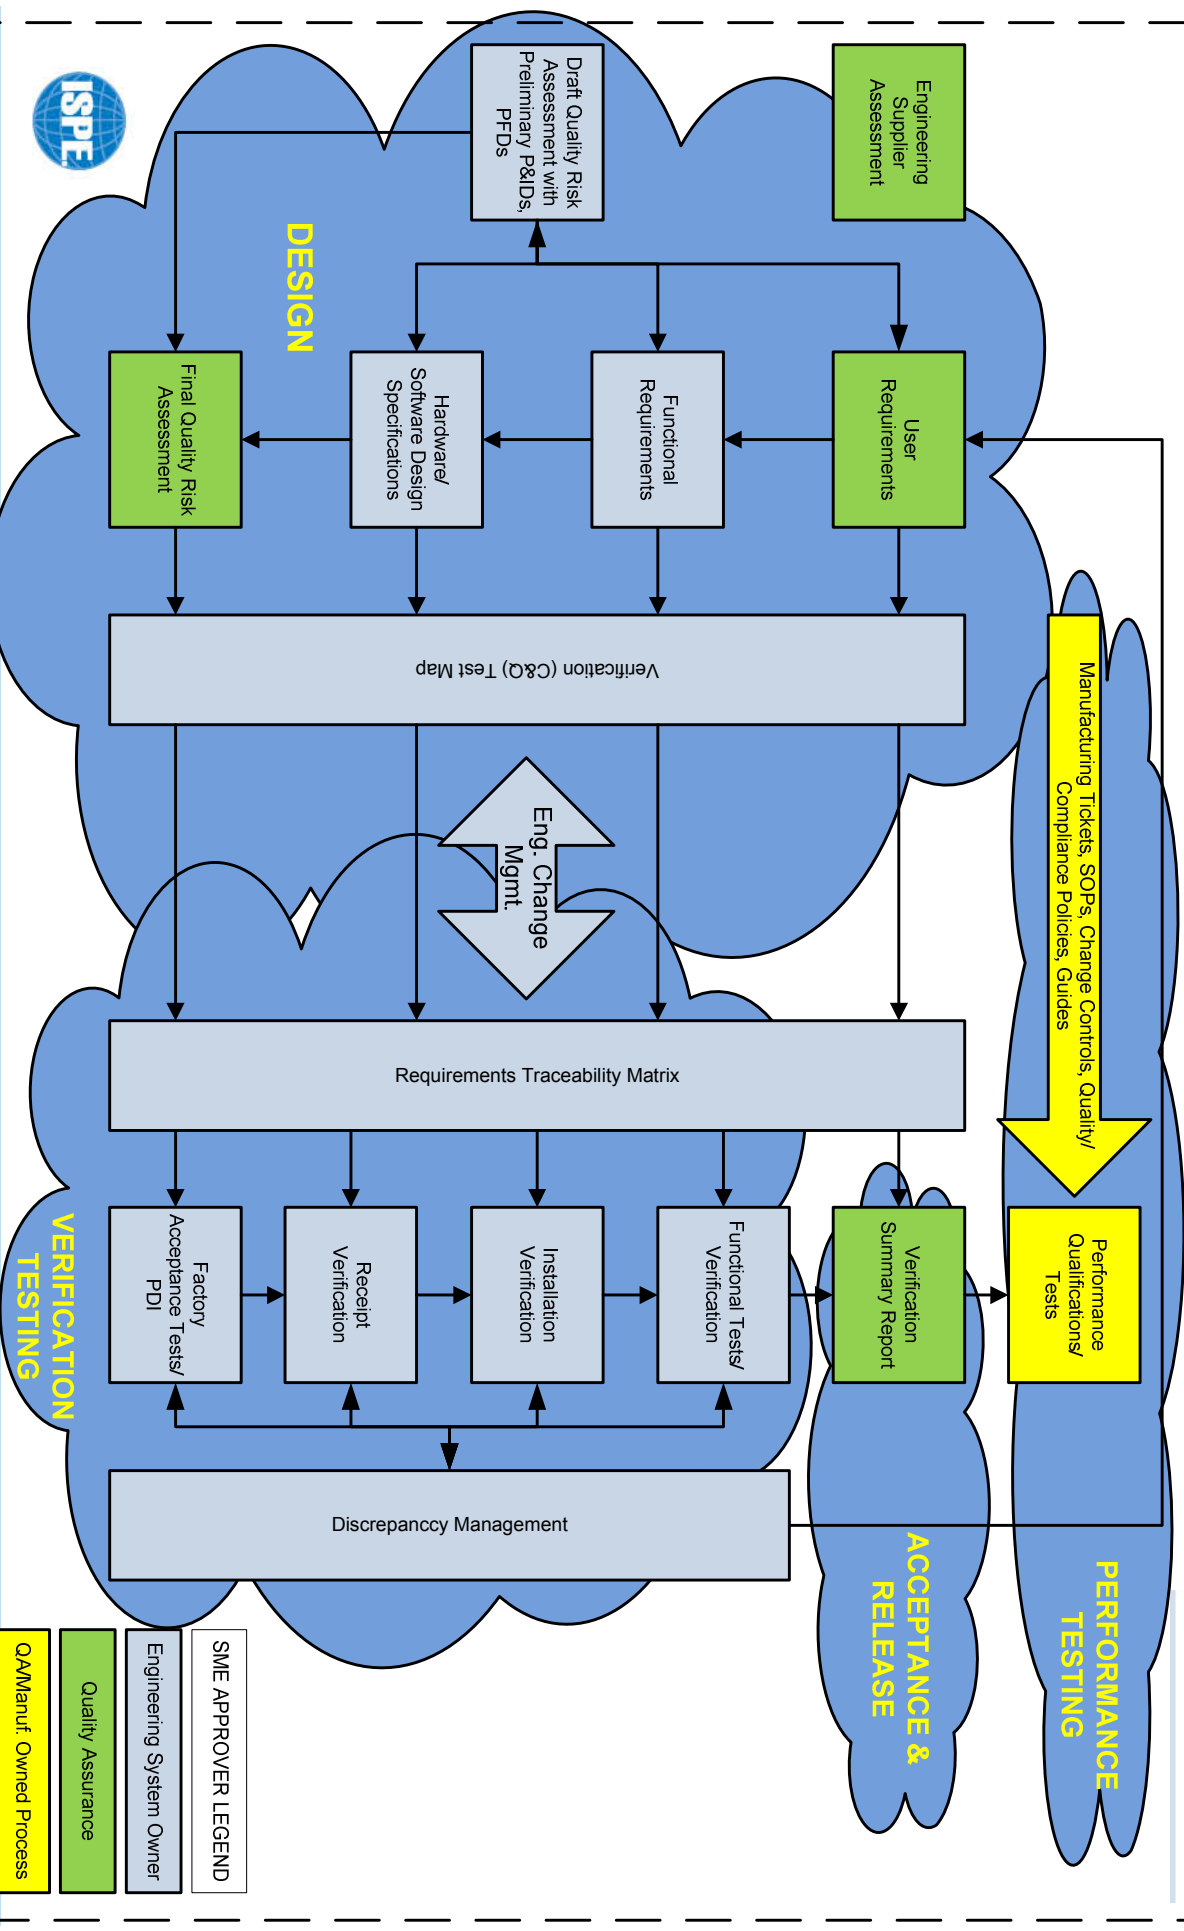 Engineering
Supplier
Assessment
Draft Quality Risk
Assessment with
Preliminary P&IDs,
PFDs
ISPE.
DESIGN
User
Requirements
Functional
Requirements
Hardware/
Software Design
Specifications
Final Quality Risk
Assessment
Verification (C&Q) Test Map
Manufacturing Tickets, SOPs, Change Controls, Quality/
Compliance Policies, Guides
Eng. Change
Mgmt.
Requirements Traceability Matrix
Performance
Qualifications/
Tests
Verification
Summary Report
Functional Tests/
Verification
Installation
Verification
Receipt
Verification
Factory
Acceptance Tests/
PDI
VERIFICATION
TESTING
Discrepanccy Management
PERFORMANCE
TESTING
ACCEPTANCE &
RELEASE
SME APPROVER LEGEND
Engineering System Owner
Quality Assurance
QA/Manuf. Owned Process